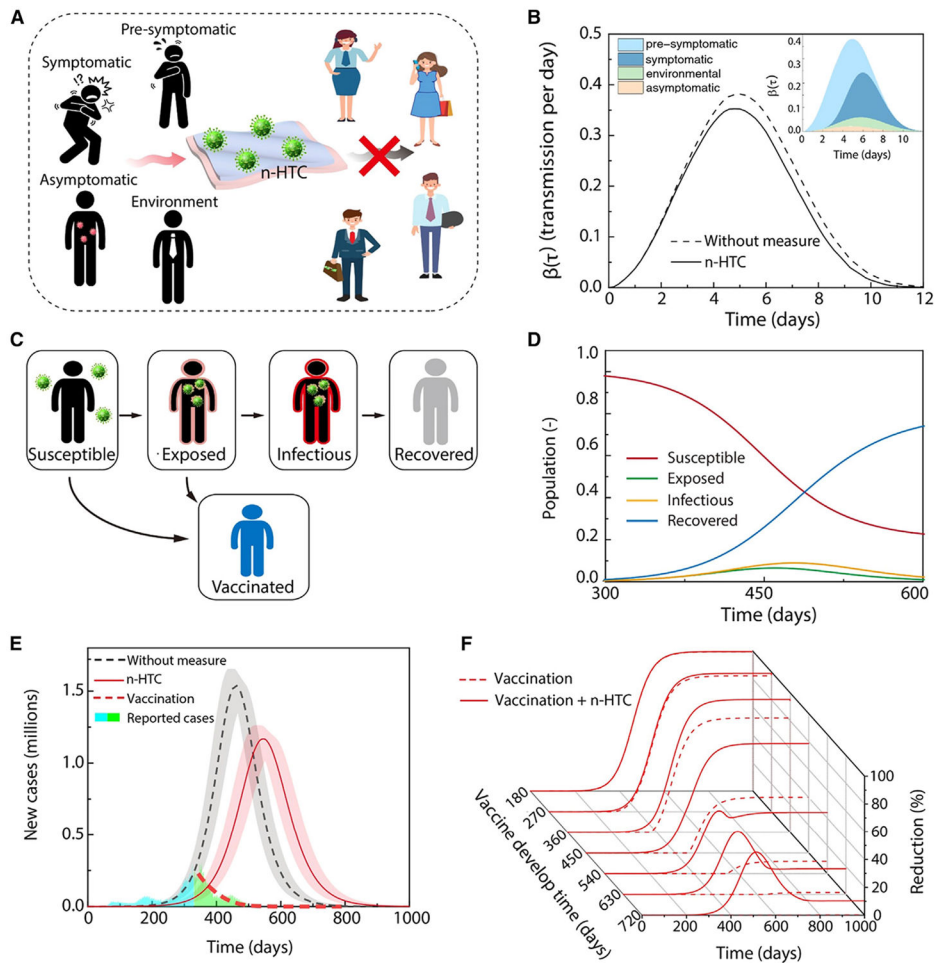 A
Pre-symptomatic
Symptomatic
!?
n-HTC
Asymptomatic
Environment
B
0.5
0.4
0.3
0.2
0.1
0.0
β(τ) (transmission per day)
pre-symptomatic
symptomatic
environmental
asymptomatic
0.4
0.3
0.2
0.1
0.0
β(τ)
2 6 10
Time (days)
Without measure
n-HTC
0 2 4 6 8 10 12
Time (days)
C
Susceptible
·Exposed
Infectious
Recovered
Vaccinated
D
1.0
0.8
0.6
0.4
0.2
0.0
Population (-)
Susceptible
Exposed
Infectious
Recovered
300 450 600
Time (days)
E
Without measure
n-HTC
Vaccination
Reported cases
1.5
1.0
0.5
0.0
New cases (millions)
0 200 400 600 800 1000
Time (days)
F
Vaccination
Vaccination + n-HTC
180
270
360
450
540
630
720
Vaccine develop time (days)
100
80
60
40
20
0
Reduction (%)
0 200 400 600 800 1000
Time (days)